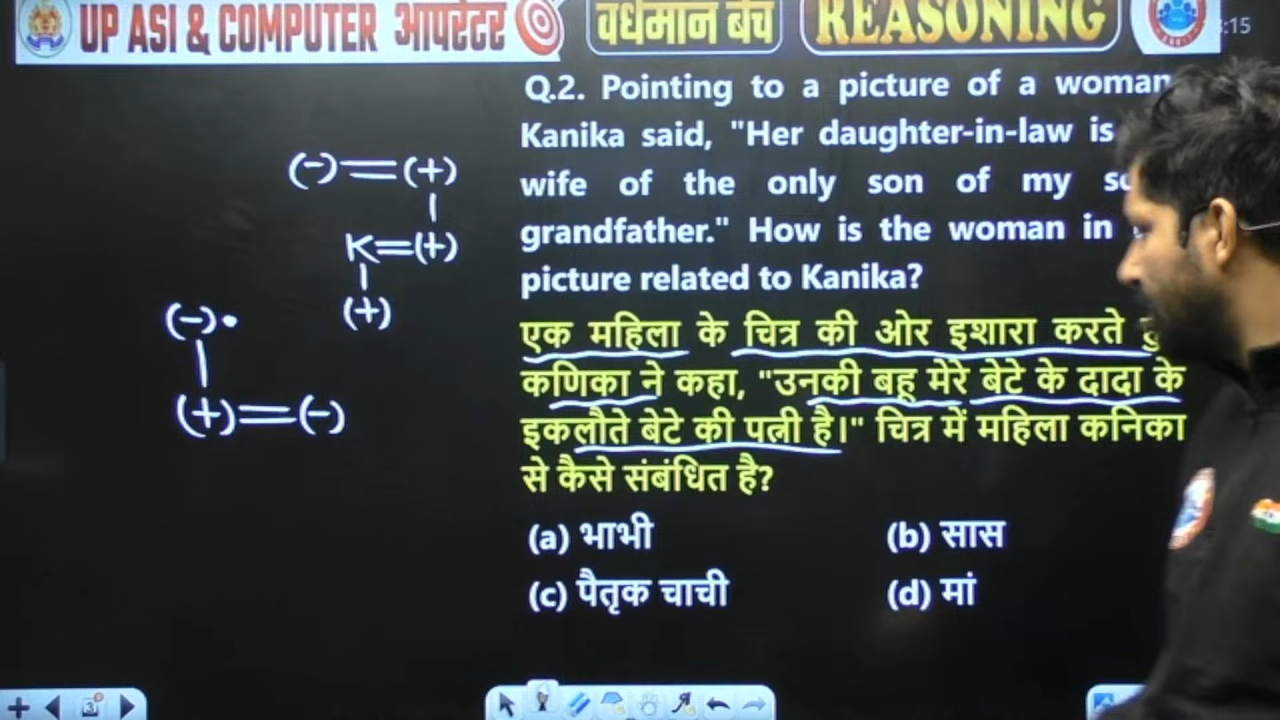 UP ASI & COMPUTER आपरेटर
वर्धमान बैच
REASONING
:15
Q.2. Pointing to a picture of a woman
Kanika said, "Her daughter-in-law is
wife of the only son of my
grandfather." How is the woman in
picture related to Kanika?
एक महिला के चित्र की ओर इशारा करते
कणिका ने कहा, "उनकी बहू मेरे बेटे के दादा के
इकलौते बेटे की पत्नी है।" चित्र में महिला कनिका
से कैसे संबंधित है?
(a) भाभी (b) सास
(c) पैतृक चाची (d) मां
(-)=(+)
K=(+)
(+)
(-)
(+)=(-)